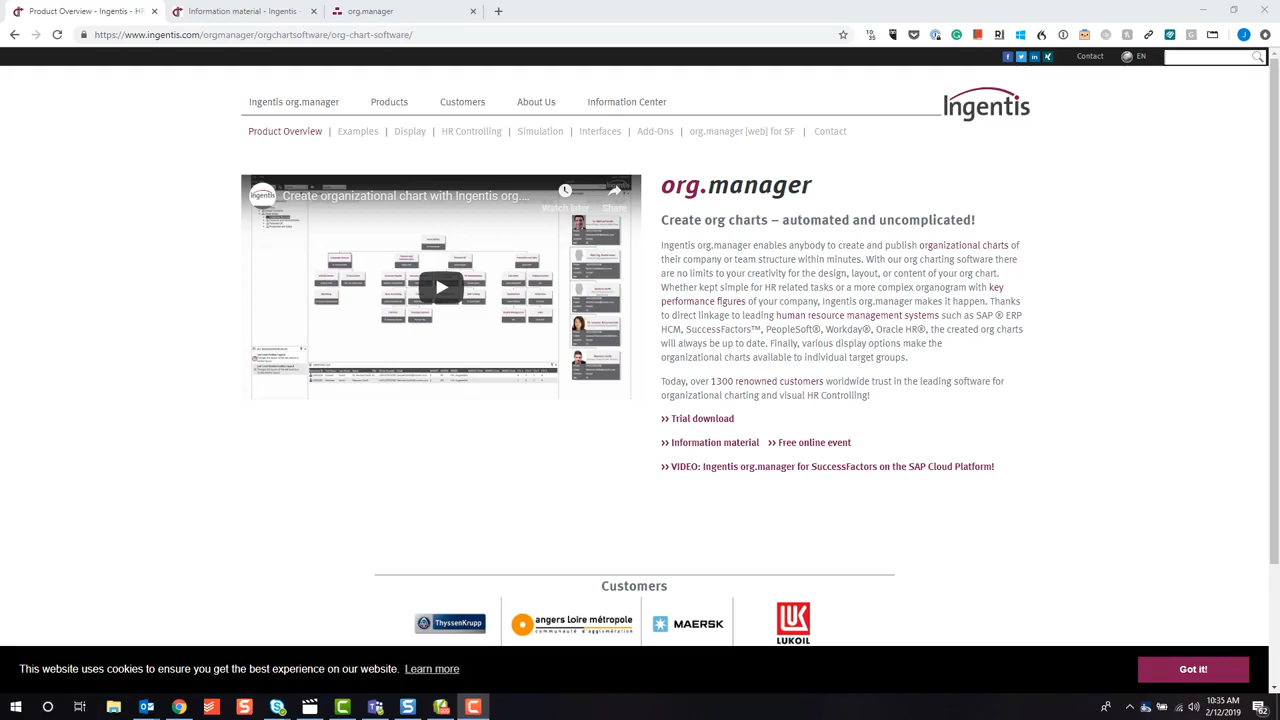 Product Overview - Ingentis - HR
Information material - Ingentis
org.manager
https://www.ingentis.com/orgmanager/orgchartsoftware/org-chart-software/
Contact
EN
Ingentis org.manager
Products
Customers
About Us
Information Center
Ingentis
Product Overview | Examples | Display | HR Controlling | Simulation | Interfaces | Add-Ons | org.manager [web] for SF | Contact
Ingentis
Create organizational chart with Ingentis org....
Watch later
Share
org.manager
Create org charts – automated and uncomplicated!
Ingentis org.manager enables anybody to create and publish organizational charts of
their company or team structure within minutes. With our org charting software there
are no limits to your creativity for the design, layout, or content of your org chart.
Whether kept simple for HR related tasks or a more complex organogram with key
performance figures of your company, Ingentis org.manager makes it happen. Thanks
to direct linkage to leading human resource management systems such as SAP ® ERP
HCM, SuccessFactors™, PeopleSoft®, Workday®, Oracle HR®, the created org charts
will always be up to date. Finally, various display options make the
organization charts available to individual target groups.
Today, over 1300 renowned customers worldwide trust in the leading software for
organizational charting and visual HR Controlling!
>> Trial download
>> Information material >> Free online event
>> VIDEO: Ingentis org.manager for SuccessFactors on the SAP Cloud Platform!
Customers
ThyssenKrupp
angers Loire métropole
communauté d'agglomération
MAERSK
LUK
LUKOIL
This website uses cookies to ensure you get the best experience on our website. Learn more
Got it!
10:35 AM
2/12/2019
62